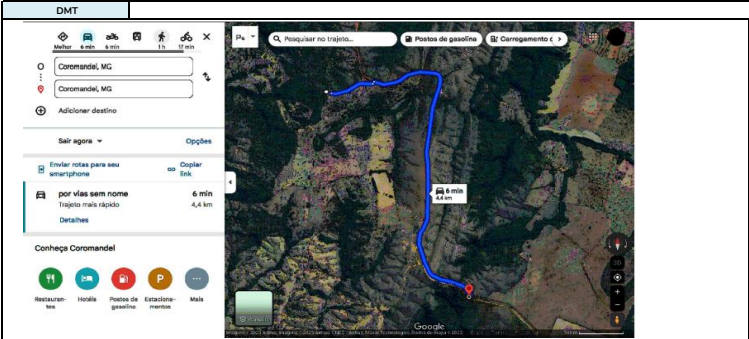 DMT
Melhor 6 min 6 min 1 h 17 min
Coromandel, MG
Coromandel, MG
Adicionar destino
Sair agora
Opções
Enviar rotas para seu smartphone
Copiar link
por vias sem nome 6 min
Trajeto mais rápido 4,4 km
Detalhes
Conheça Coromandel
Restauran-
tes
Hotéis
Postos de
gasolina
Estaciona-
mentos
Mais
Pesquisar no trajeto...
Postos de gasolina
Carregamento
6 min
4,4 km
3D
Google